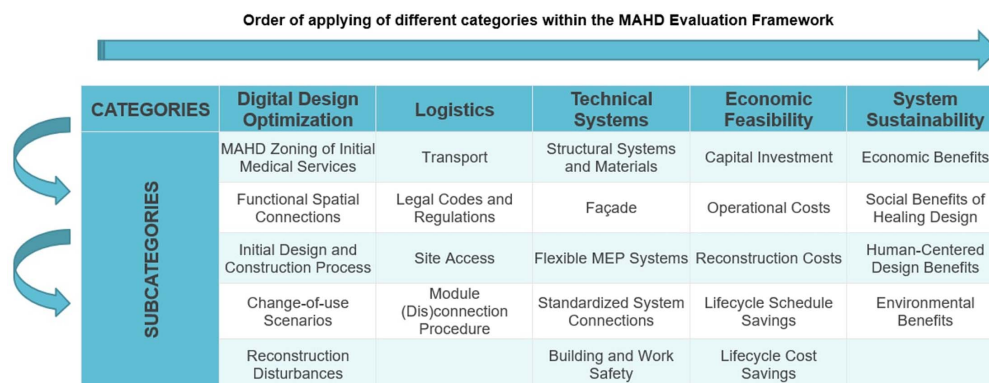 Order of applying of different categories within the MAHD Evaluation Framework
CATEGORIES
Digital Design
Optimization
Logistics
Technical
Systems
Economic
Feasibility
System
Sustainability
SUBCATEGORIES
MAHD Zoning of Initial
Medical Services
Transport
Structural Systems
and Materials
Capital Investment
Economic Benefits
Functional Spatial
Connections
Legal Codes and
Regulations
Façade
Operational Costs
Social Benefits of
Healing Design
Initial Design and
Construction Process
Site Access
Flexible MEP Systems
Reconstruction Costs
Human-Centered
Design Benefits
Change-of-use
Scenarios
Module
(Dis)connection
Procedure
Standardized System
Connections
Lifecycle Schedule
Savings
Environmental
Benefits
Reconstruction
Disturbances
Building and Work
Safety
Lifecycle Cost
Savings